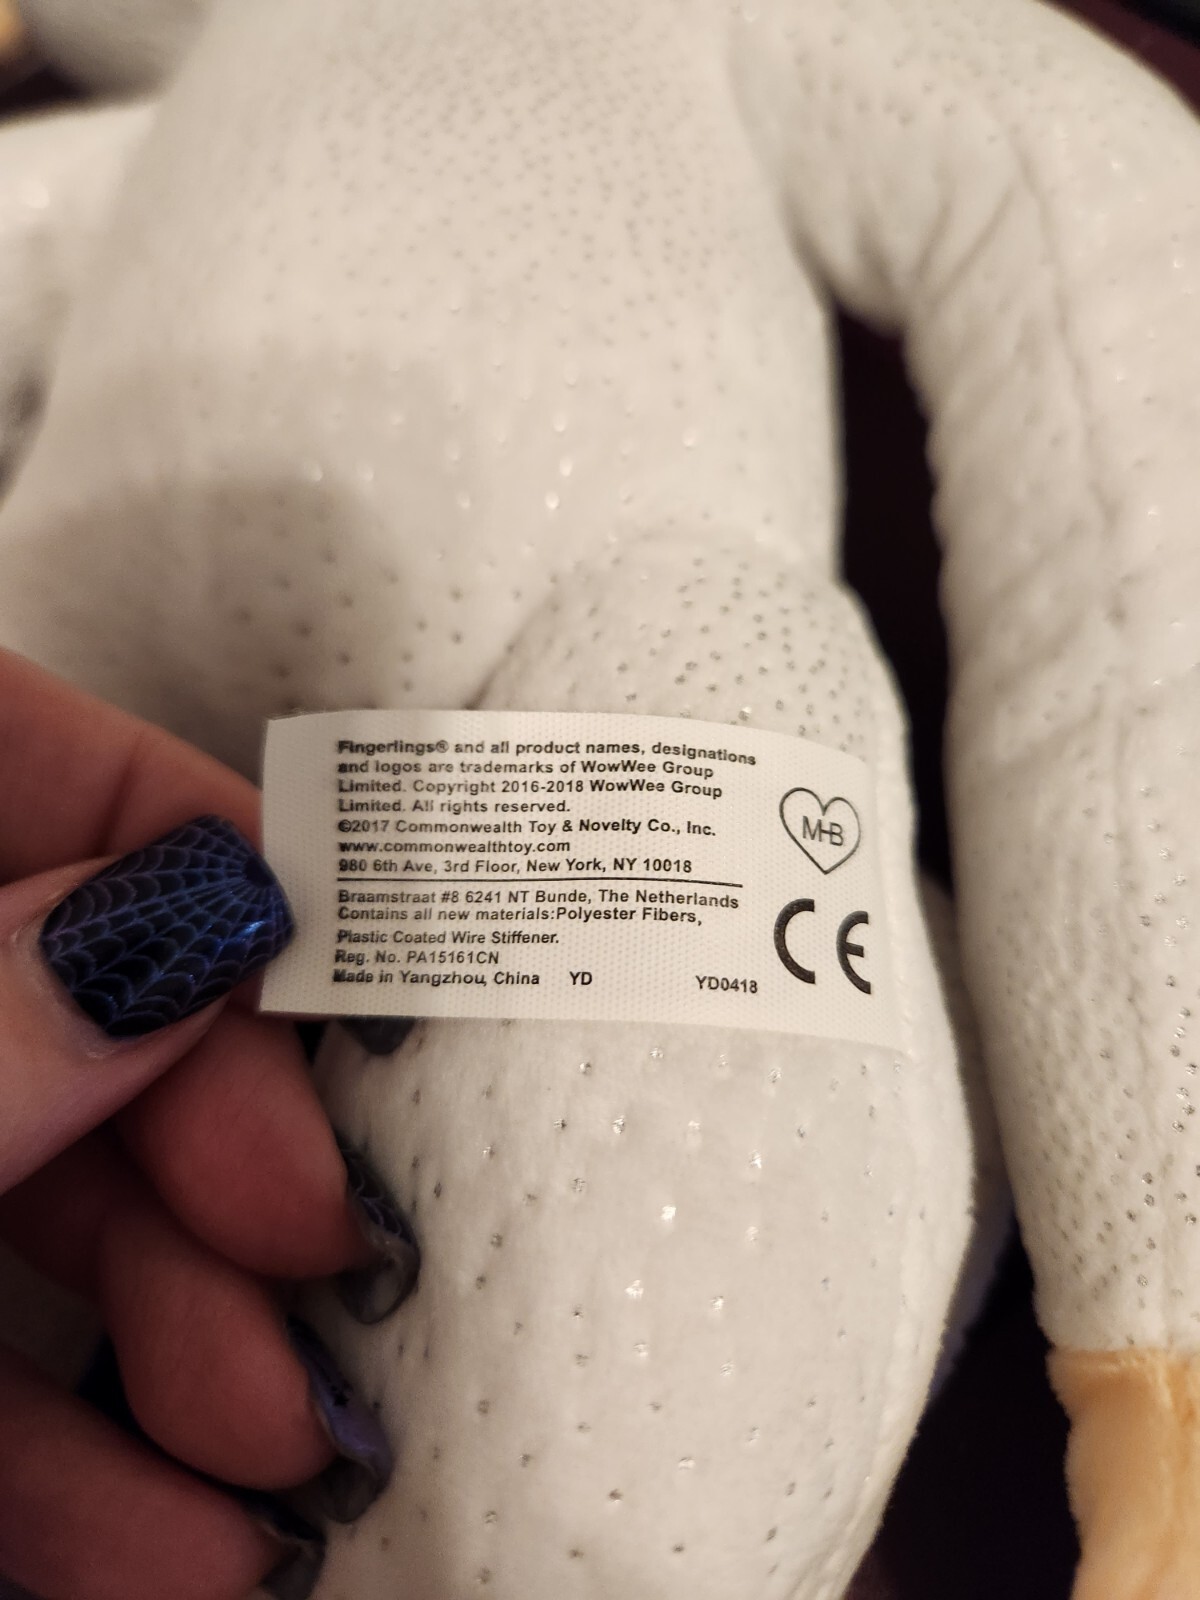 Fingerlings® and all product names, designations
and logos are trademarks of WowWee Group
Limited. Copyright 2016-2018 WowWee Group
Limited. All rights reserved.
©2017 Commonwealth Toy & Novelty Co., Inc.
www.commonwealthtoy.com
980 6th Ave, 3rd Floor, New York, NY 10018
Braamstraat #8 6241 NT Bunde, The Netherlands
Contains all new materials:Polyester Fibers,
Plastic Coated Wire Stiffener.
Reg. No. PA15161CN
Made in Yangzhou, China YD YD0418
M-B
CE